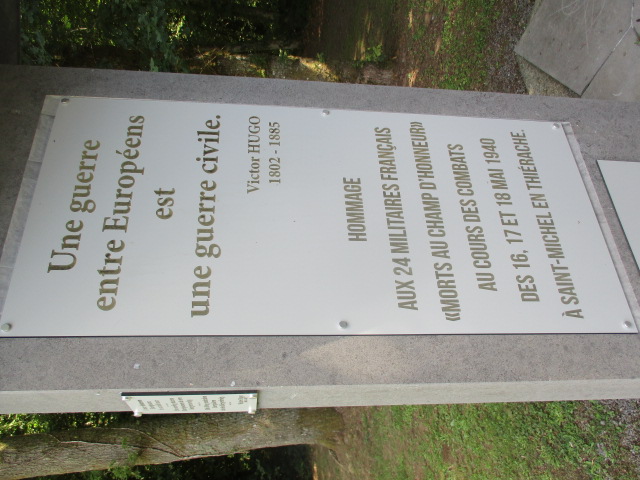 Une guerre
entre Européens
est
une guerre civile.
Victor HUGO
1802 - 1885
HOMMAGE
AUX 24 MILITAIRES FRANÇAIS
«MORTS AU CHAMP D'HONNEUR»
AU COURS DES COMBATS
DES 16, 17 ET 18 MAI 1940
À SAINT-MICHEL EN THIÉRACHE.